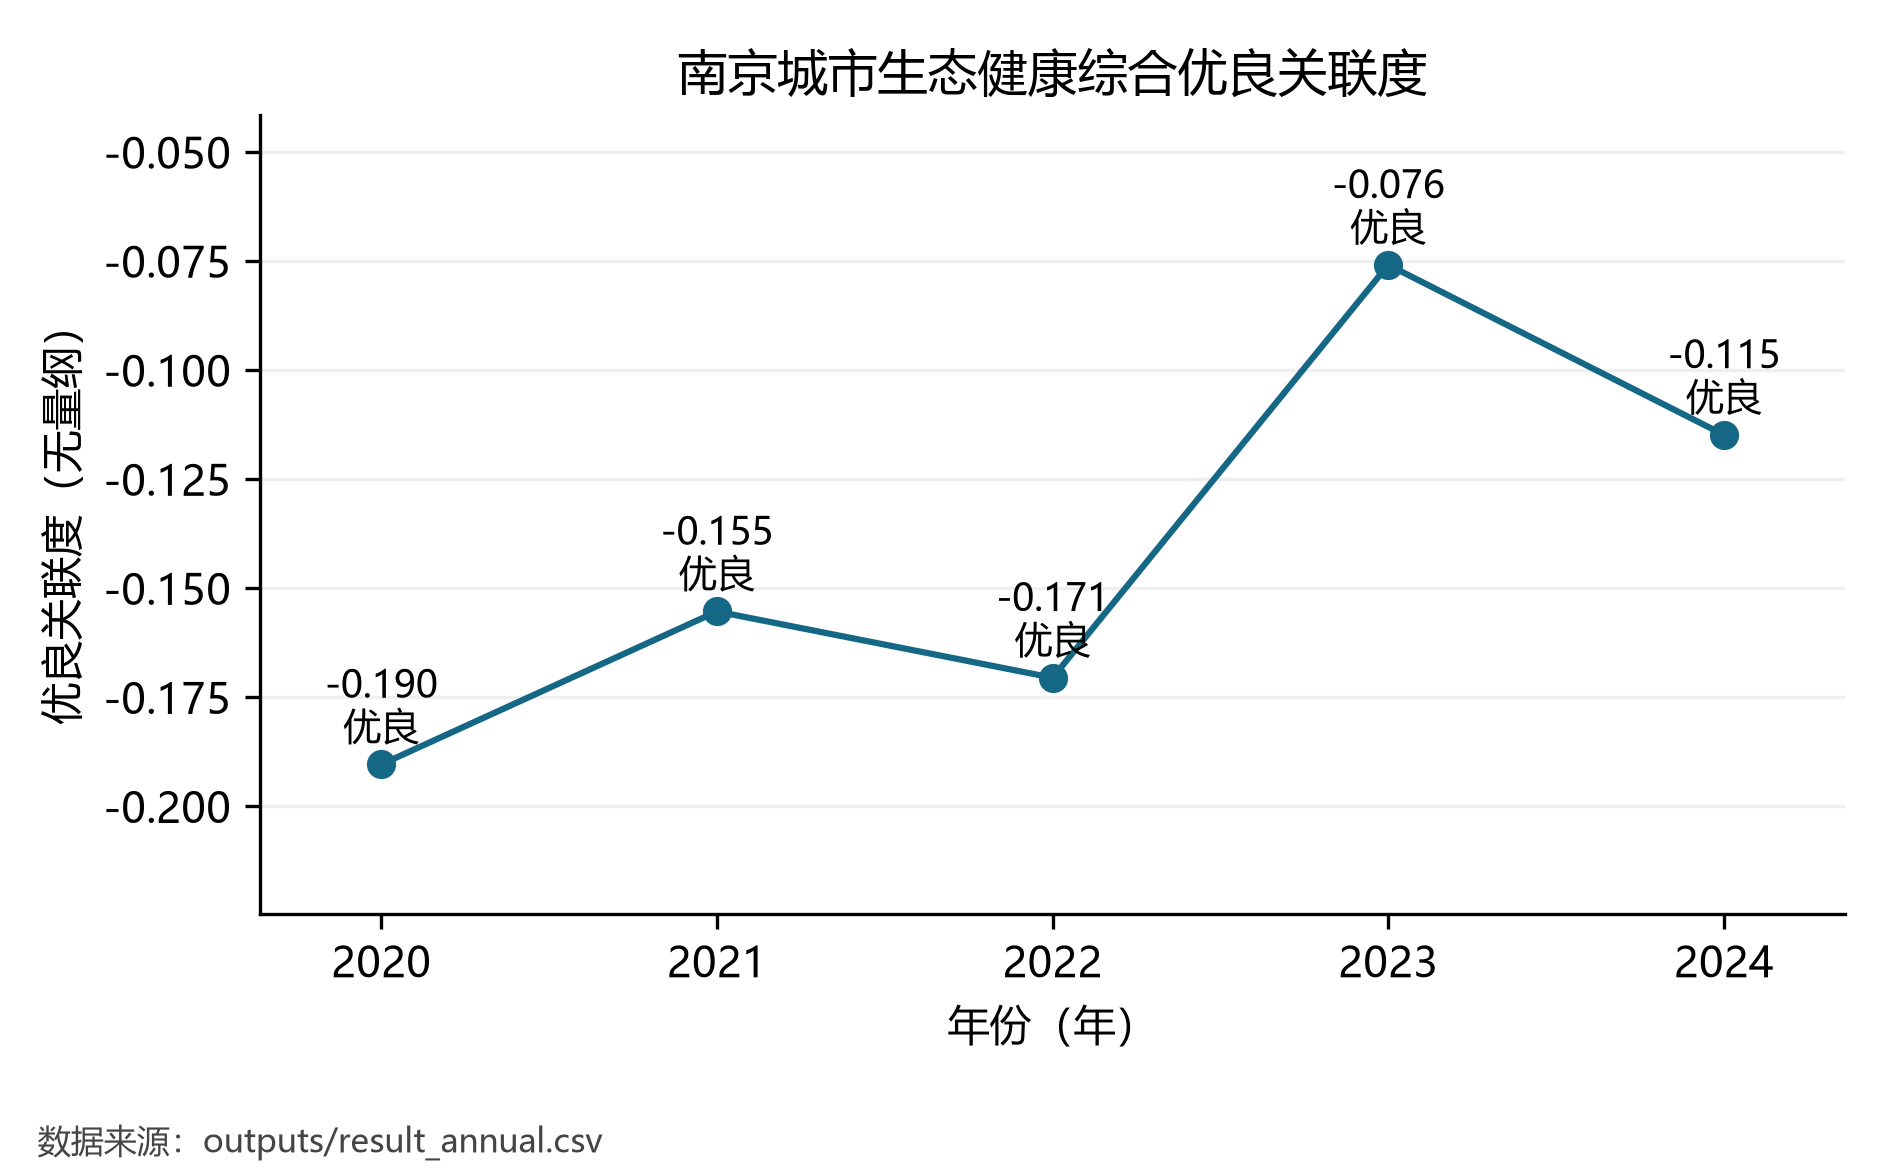 南京城市生态健康综合优良关联度
优良关联度（无量纲）
-0.050
-0.075
-0.100
-0.125
-0.150
-0.175
-0.200
-0.190
优良
-0.155
优良
-0.171
优良
-0.076
优良
-0.115
优良
2020 2021 2022 2023 2024
年份（年）
数据来源：outputs/result_annual.csv